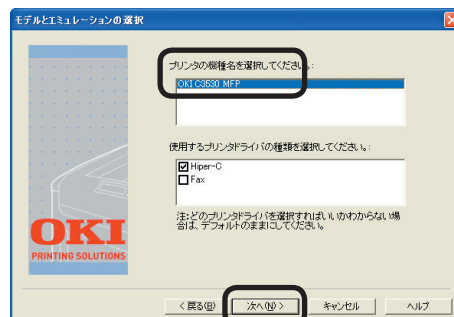 モデルとエミュレーションの選択
プリンタの機種名を選択してください。:
OKI C3530 MFP
使用するプリンタドライバの種類を選択してください。:
Hiper-C
Fax
注:どのプリンタドライバを選択すればいいかわからない場
合は、デフォルトのままにしてください。
OKI
PRINTING SOLUTIONS
< 戻る(B)
次へ(N) >
キャンセル
ヘルプ